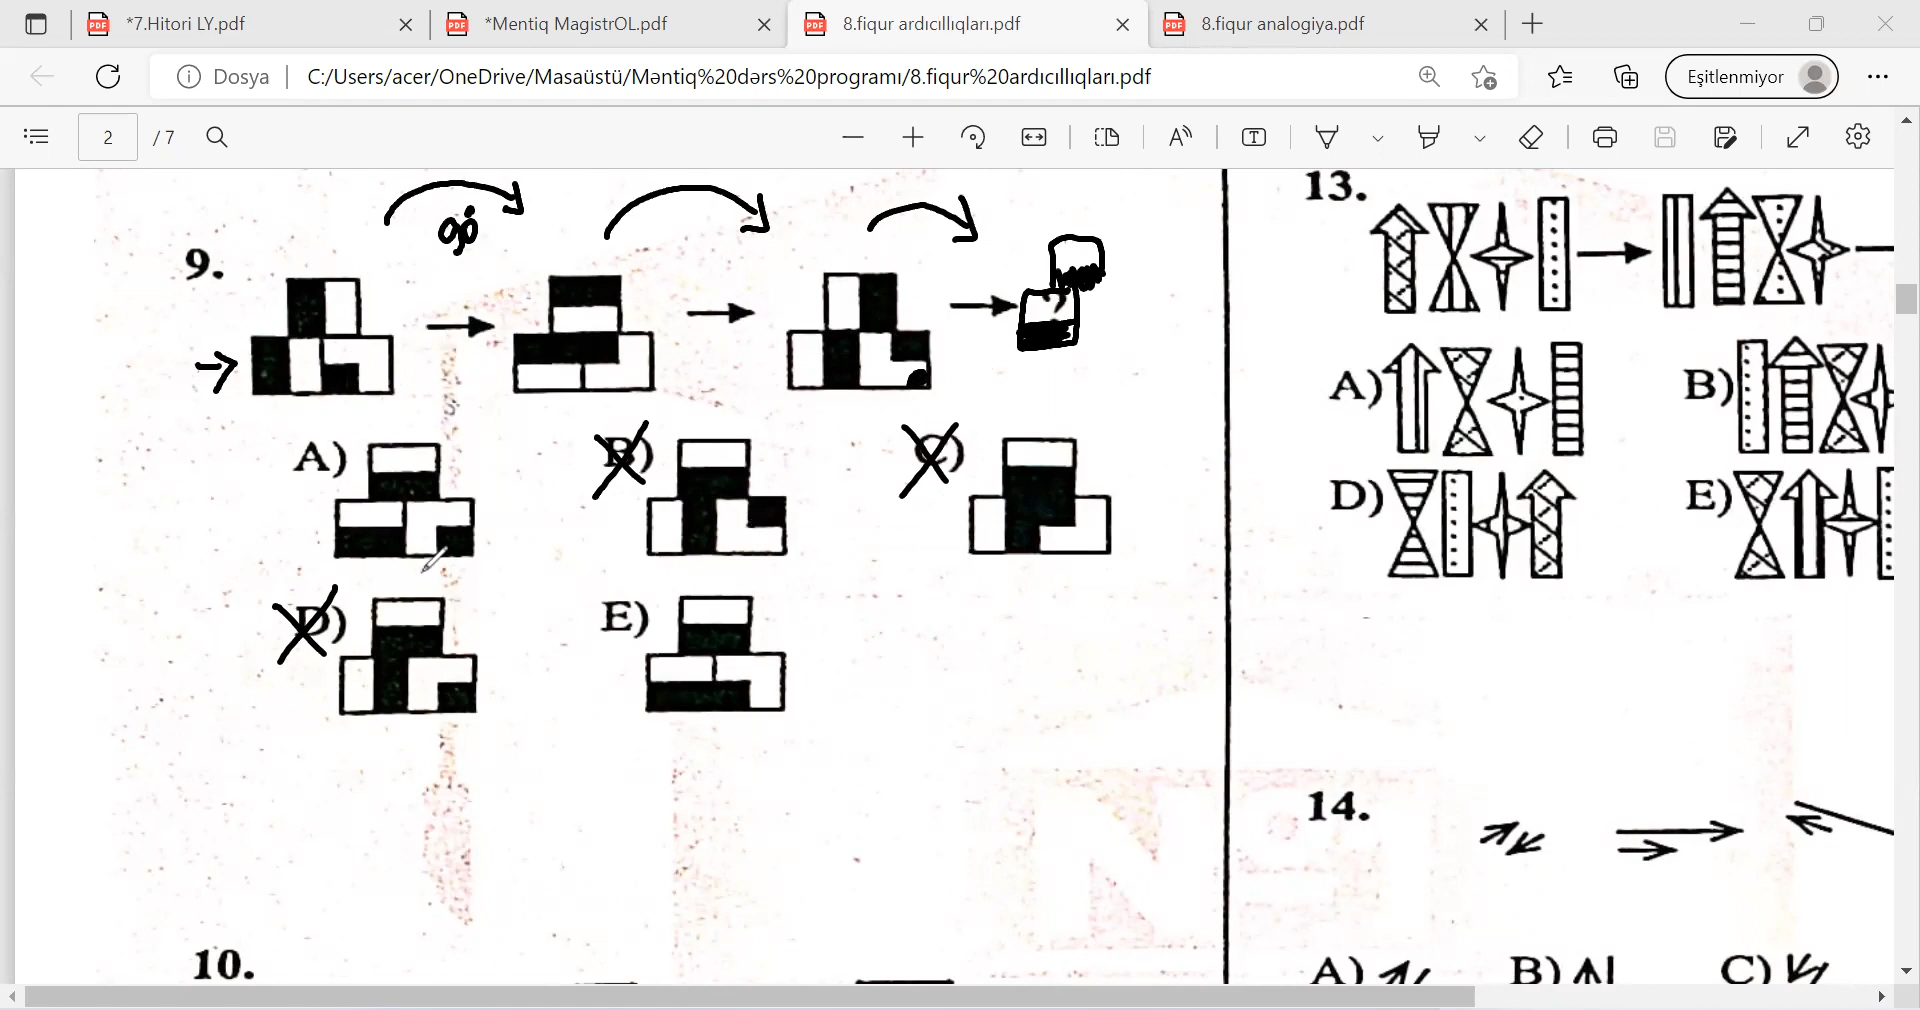 *7.Hitori LY.pdf
*Mentiq MagistrOL.pdf
8.fiqur ardıcıllıqları.pdf
8.fiqur analogiya.pdf
Dosya
C:/Users/acer/OneDrive/Masaüstü/Məntiq%20dərs%20programı/8.fiqur%20ardıcıllıqları.pdf
Eşitlenmiyor
2 / 7
9.
?
A)
B)
C)
D)
E)
10.
13.
A)
B)
D)
E)
14.
A)
B)
C)